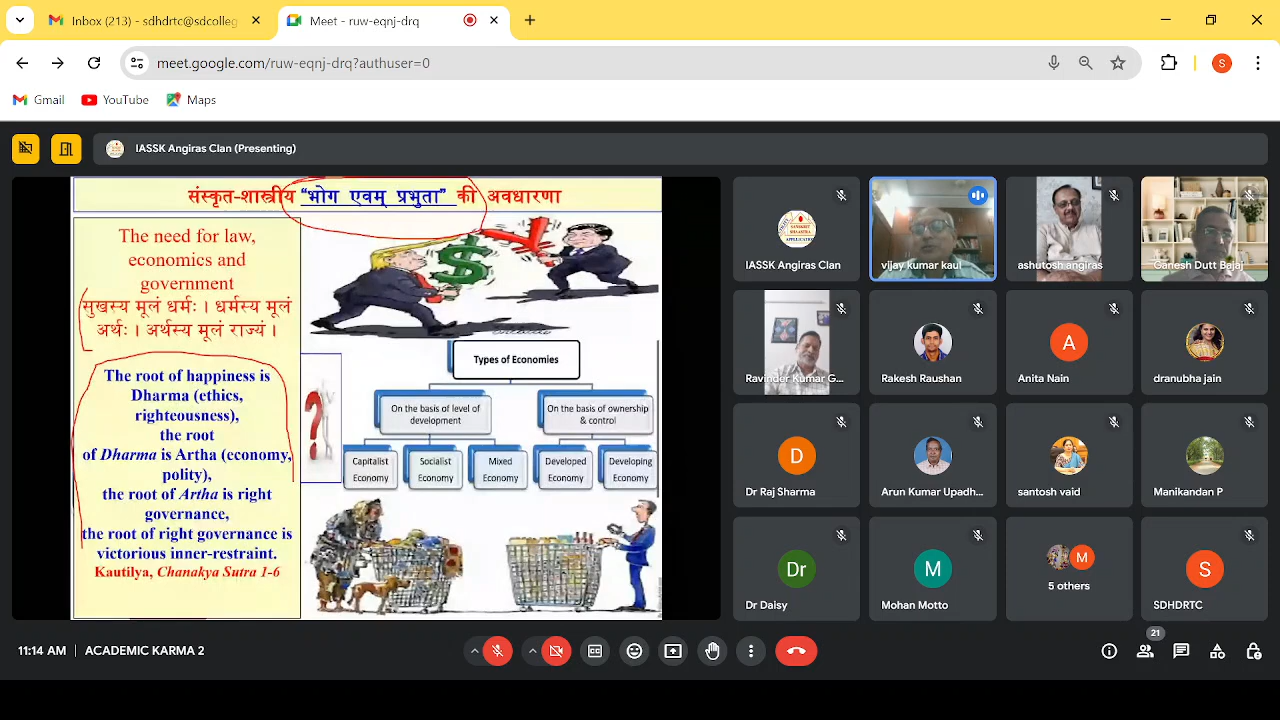 Inbox (213) - sdhdrtc@sdcolleg
Meet - ruw-eqnj-drq
meet.google.com/ruw-eqnj-drq?authuser=0
Gmail
YouTube
Maps
IASSK Angiras Clan (Presenting)
संस्कृत-शास्त्रीय “भोग एवम् प्रभुता” की अवधारणा
The need for law,
economics and
government
सुखस्य मूलं धर्मः । धर्मस्य मूलं
अर्थः । अर्थस्य मूलं राज्यं ।
The root of happiness is
Dharma (ethics,
righteousness),
the root
of Dharma is Artha (economy,
polity),
the root of Artha is right
governance,
the root of right governance is
victorious inner-restraint.
Kautilya, Chanakya Sutra 1-6
$
?
Types of Economies
On the basis of level of
development
On the basis of ownership
& control
Capitalist
Economy
Socialist
Economy
Mixed
Economy
Developed
Economy
Developing
Economy
IASSK Angiras Clan
vijay kumar kaul
ashutosh angiras
Ganesh Dutt Bajaj
Ravinder Kumar G...
Rakesh Raushan
A
Anita Nain
dranubha jain
D
Dr Raj Sharma
Arun Kumar Upadh...
santosh vaid
Manikandan P
Dr
Dr Daisy
M
Mohan Motto
M
5 others
S
SDHDRTC
11:14 AM | ACADEMIC KARMA 2
21